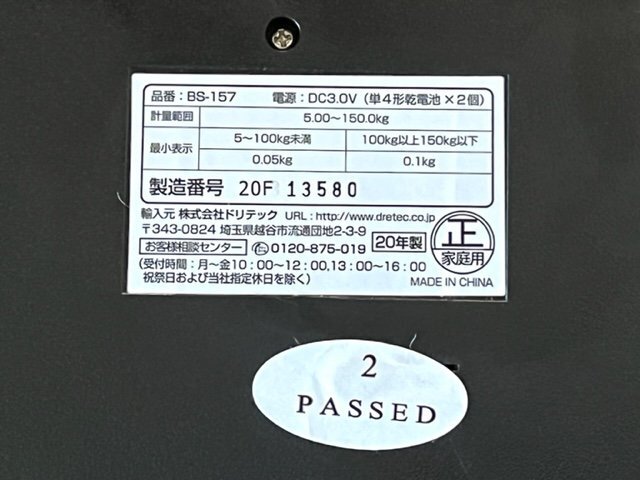 品番：BS-157 電源：DC3.0V（単4形乾電池×2個）
計量範囲 5.00～150.0kg
最小表示 5～100kg未満 100kg以上150kg以下
0.05kg 0.1kg
製造番号 20F 13580
輸入元 株式会社ドリテック URL：http://www.dretec.co.jp
〒343-0824 埼玉県越谷市流通団地2-3-9
お客様相談センター 0120-875-019 20年製
（受付時間：月～金10:00～12:00,13:00～16:00
祝祭日および当社指定休日を除く）
正
家庭用
MADE IN CHINA
2
PASSED